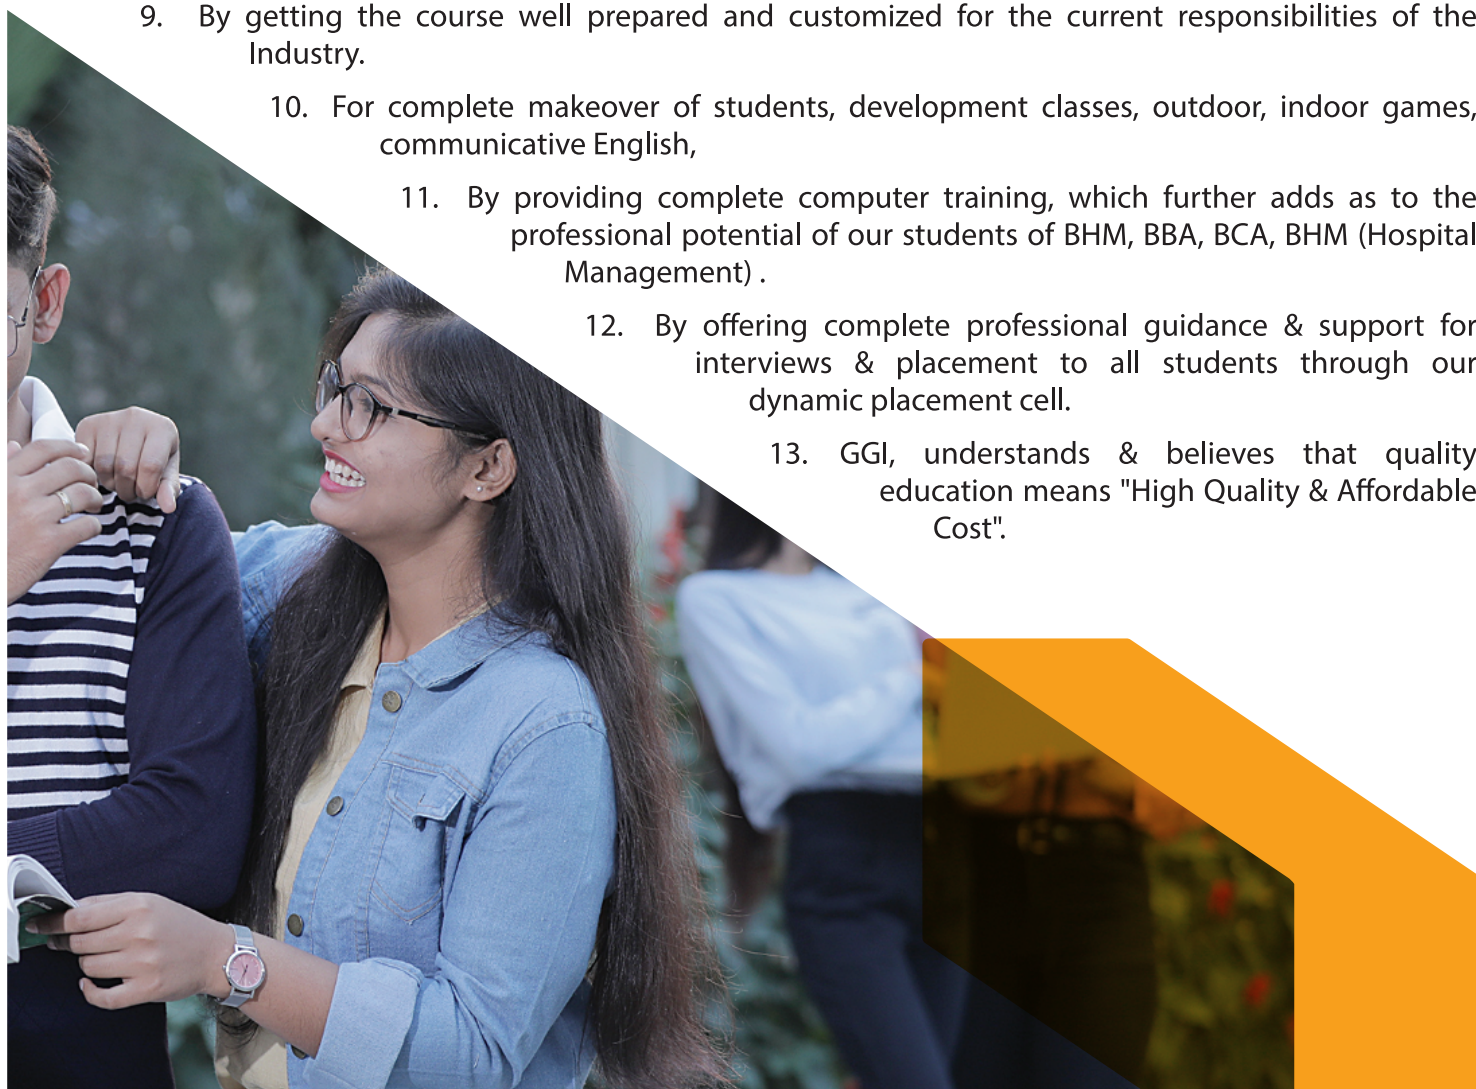 9. By getting the course well prepared and customized for the current responsibilities of the
Industry.
10. For complete makeover of students, development classes, outdoor, indoor games,
communicative English,
11. By providing complete computer training, which further adds as to the
professional potential of our students of BHM, BBA, BCA, BHM (Hospital
Management) .
12. By offering complete professional guidance & support for
interviews & placement to all students through our
dynamic placement cell.
13. GGI, understands & believes that quality
education means "High Quality & Affordable
Cost".